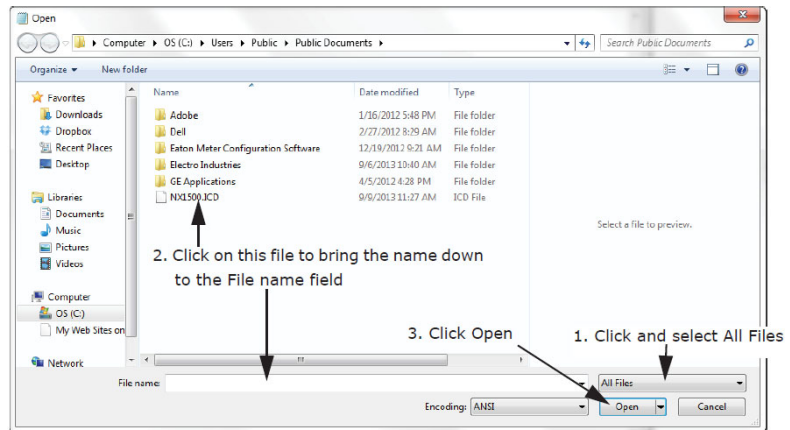 Open
Computer ▸ OS (C:) ▸ Users ▸ Public ▸ Public Documents ▸
Search Public Documents
Organize ▾ New folder
Name Date modified Type
Favorites
Downloads
Dropbox
Recent Places
Desktop
Libraries
Documents
Music
Pictures
Videos
Computer
OS (C:)
My Web Sites on
Network
Adobe 1/16/2012 5:48 PM File folder
Dell 2/27/2012 8:29 AM File folder
Eaton Meter Configuration Software 12/19/2012 9:21 AM File folder
Electro Industries 9/6/2013 10:40 AM File folder
GE Applications 4/5/2012 4:28 PM File folder
NX1500.ICD 9/9/2013 11:27 AM ICD File
Select a file to preview.
2. Click on this file to bring the name down
to the File name field
3. Click Open
1. Click and select All Files
File name:
All Files
Encoding: ANSI
Open
Cancel